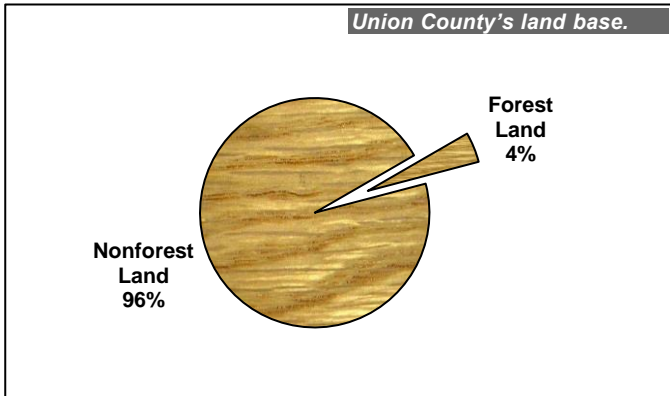 Union County’s land base.
Forest
Land
4%
Nonforest
Land
96%